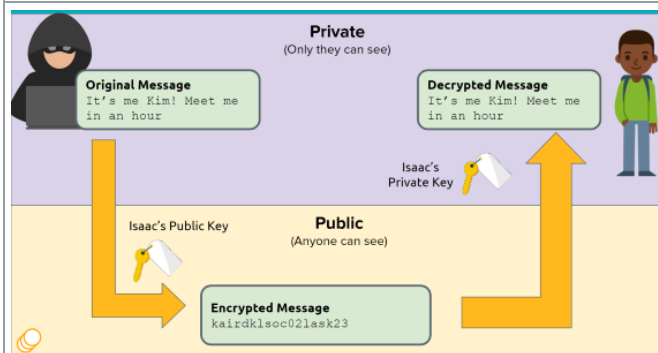 Private
(Only they can see)
Original Message
It's me Kim! Meet me
in an hour
Decrypted Message
It's me Kim! Meet me
in an hour
Isaac's
Private Key
Isaac's Public Key
Public
(Anyone can see)
Encrypted Message
kairdklsoc02lask23